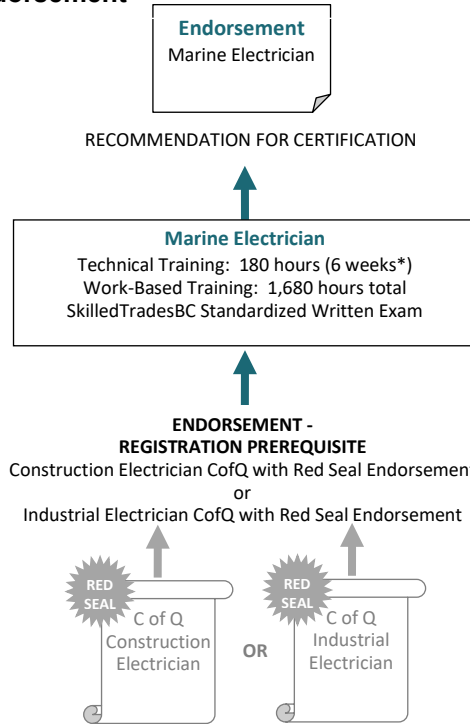 Endorsement
Marine Electrician
RECOMMENDATION FOR CERTIFICATION
Marine Electrician
Technical Training: 180 hours (6 weeks*)
Work-Based Training: 1,680 hours total
SkilledTradesBC Standardized Written Exam
ENDORSEMENT -
REGISTRATION PREREQUISITE
Construction Electrician CofQ with Red Seal Endorsement
or
Industrial Electrician CofQ with Red Seal Endorsement
RED
SEAL
C of Q
Construction
Electrician
OR
RED
SEAL
C of Q
Industrial
Electrician